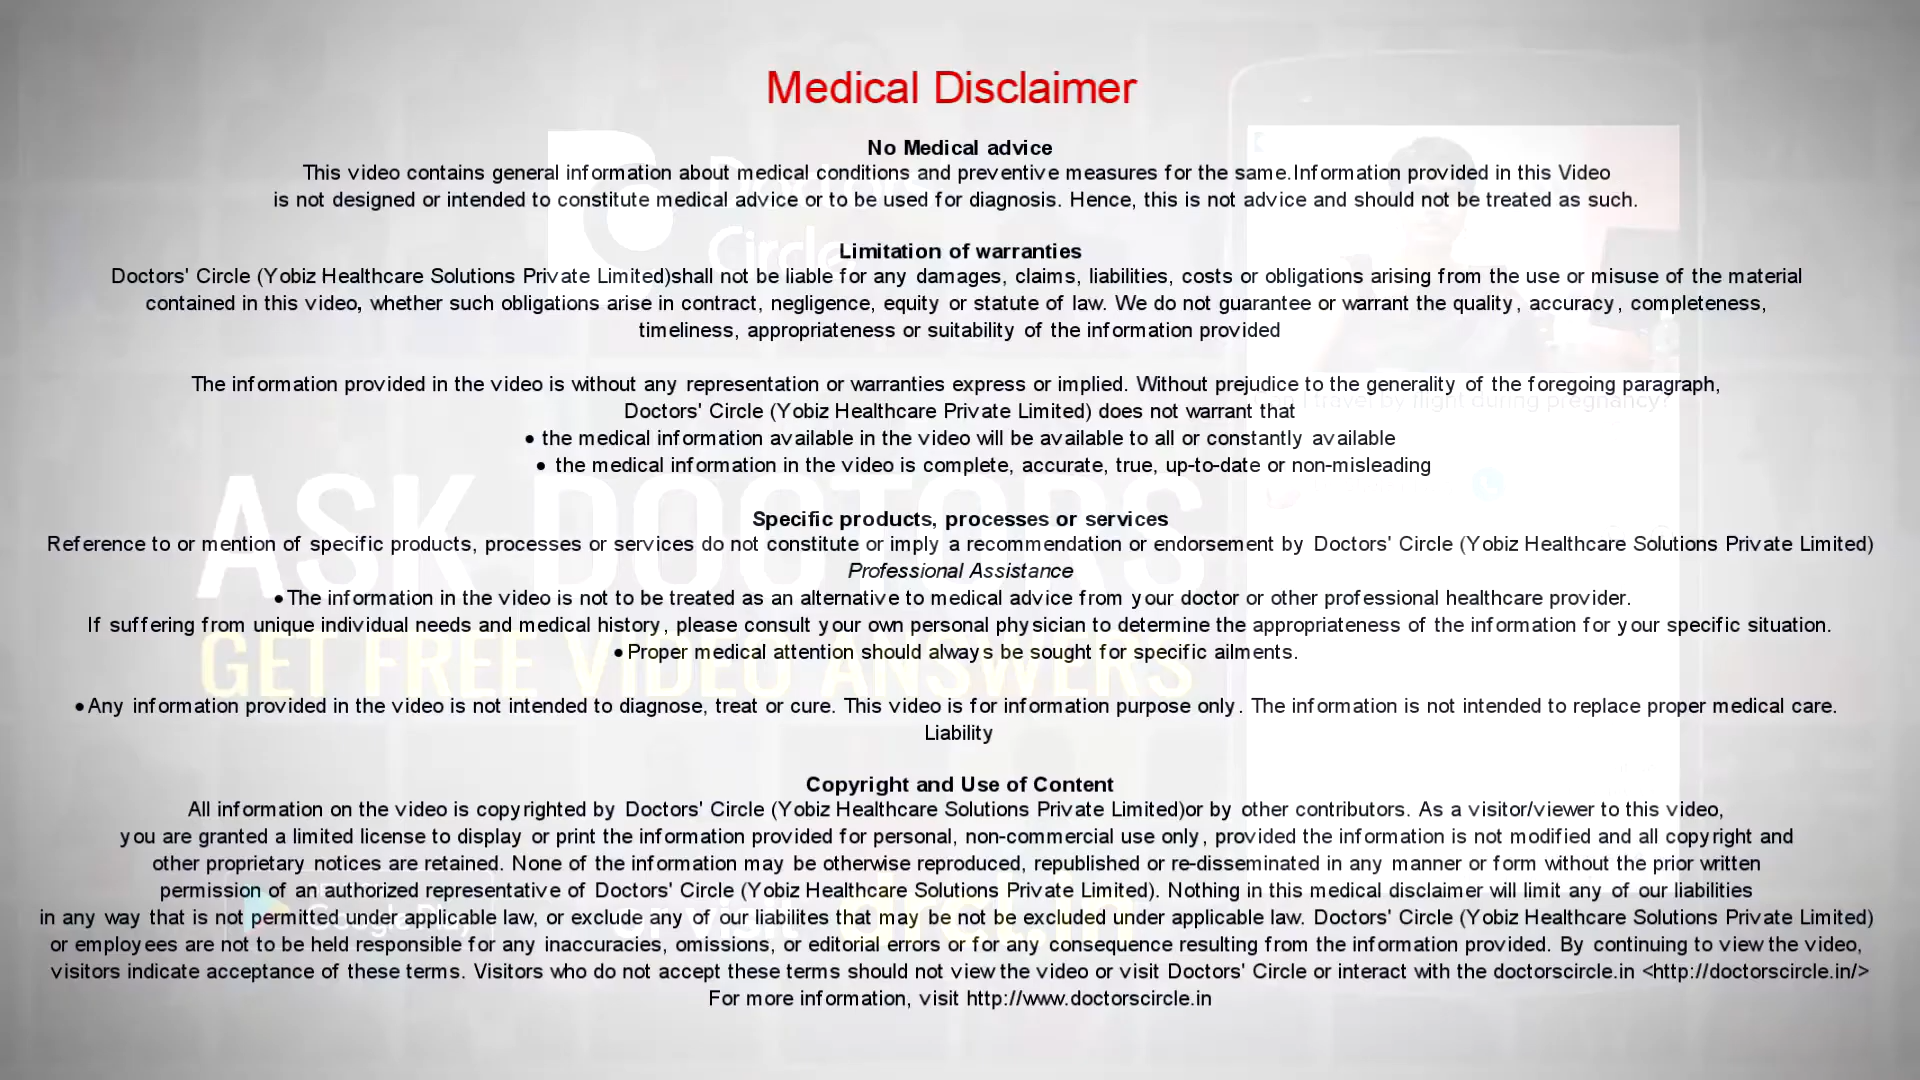 Medical Disclaimer
No Medical advice
This video contains general information about medical conditions and preventive measures for the same.Information provided in this Video
is not designed or intended to constitute medical advice or to be used for diagnosis. Hence, this is not advice and should not be treated as such.
Doctors
Circle
Limitation of warranties
Doctors' Circle (Yobiz Healthcare Solutions Private Limited)shall not be liable for any damages, claims, liabilities, costs or obligations arising from the use or misuse of the material
contained in this video, whether such obligations arise in contract, negligence, equity or statute of law. We do not guarantee or warrant the quality, accuracy, completeness,
timeliness, appropriateness or suitability of the information provided
The information provided in the video is without any representation or warranties express or implied. Without prejudice to the generality of the foregoing paragraph,
Can I travel by flight during pregnancy?
Doctors' Circle (Yobiz Healthcare Private Limited) does not warrant that
• the medical information available in the video will be available to all or constantly available
• the medical information in the video is complete, accurate, true, up-to-date or non-misleading
ASK DOCTORS
Specific products, processes or services
Reference to or mention of specific products, processes or services do not constitute or imply a recommendation or endorsement by Doctors' Circle (Yobiz Healthcare Solutions Private Limited)
Professional Assistance
•The information in the video is not to be treated as an alternative to medical advice from your doctor or other professional healthcare provider.
If suffering from unique individual needs and medical history, please consult your own personal physician to determine the appropriateness of the information for your specific situation.
•Proper medical attention should always be sought for specific ailments.
GET FREE VIDEO ANSWERS
•Any information provided in the video is not intended to diagnose, treat or cure. This video is for information purpose only. The information is not intended to replace proper medical care.
Liability
Copyright and Use of Content
All information on the video is copyrighted by Doctors' Circle (Yobiz Healthcare Solutions Private Limited)or by other contributors. As a visitor/viewer to this video,
you are granted a limited license to display or print the information provided for personal, non-commercial use only, provided the information is not modified and all copyright and
other proprietary notices are retained. None of the information may be otherwise reproduced, republished or re-disseminated in any manner or form without the prior written
permission of an authorized representative of Doctors' Circle (Yobiz Healthcare Solutions Private Limited). Nothing in this medical disclaimer will limit any of our liabilities
in any way that is not permitted under applicable law, or exclude any of our liabilites that may be not be excluded under applicable law. Doctors' Circle (Yobiz Healthcare Solutions Private Limited)
Google Play
or visit drcl.in
or employees are not to be held responsible for any inaccuracies, omissions, or editorial errors or for any consequence resulting from the information provided. By continuing to view the video,
visitors indicate acceptance of these terms. Visitors who do not accept these terms should not view the video or visit Doctors' Circle or interact with the doctorscircle.in <http://doctorscircle.in/>
For more information, visit http://www.doctorscircle.in